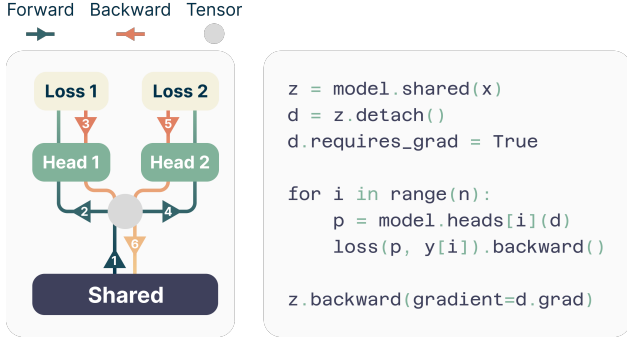 Forward Backward Tensor
Loss 1 Loss 2
3 5
Head 1 Head 2
2 4
6
1
Shared
z = model.shared(x)
d = z.detach()
d.requires_grad = True
for i in range(n):
p = model.heads[i](d)
loss(p, y[i]).backward()
z.backward(gradient=d.grad)